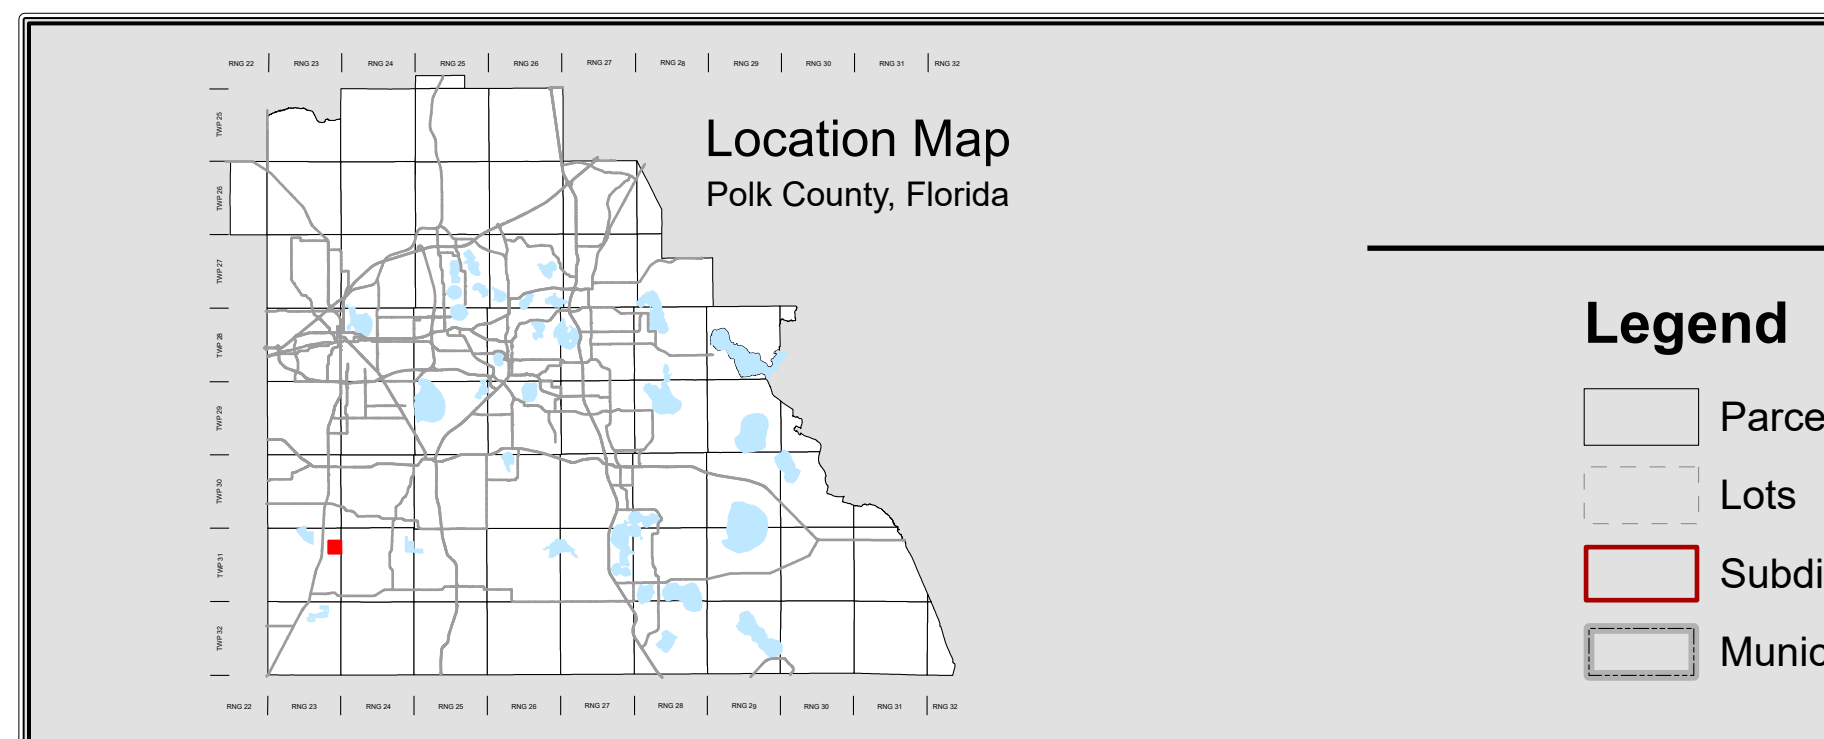 RNG 22 RNG 23 RNG 24 RNG 25 RNG 26 RNG 27 RNG 28 RNG 29 RNG 30 RNG 31 RNG 32
TWP 25
TWP 26
TWP 27
TWP 28
TWP 29
TWP 30
TWP 31
TWP 32
Location Map
Polk County, Florida
RNG 22 RNG 23 RNG 24 RNG 25 RNG 26 RNG 27 RNG 28 RNG 29 RNG 30 RNG 31 RNG 32
Legend
Parce
Lots
Subdi
Munic